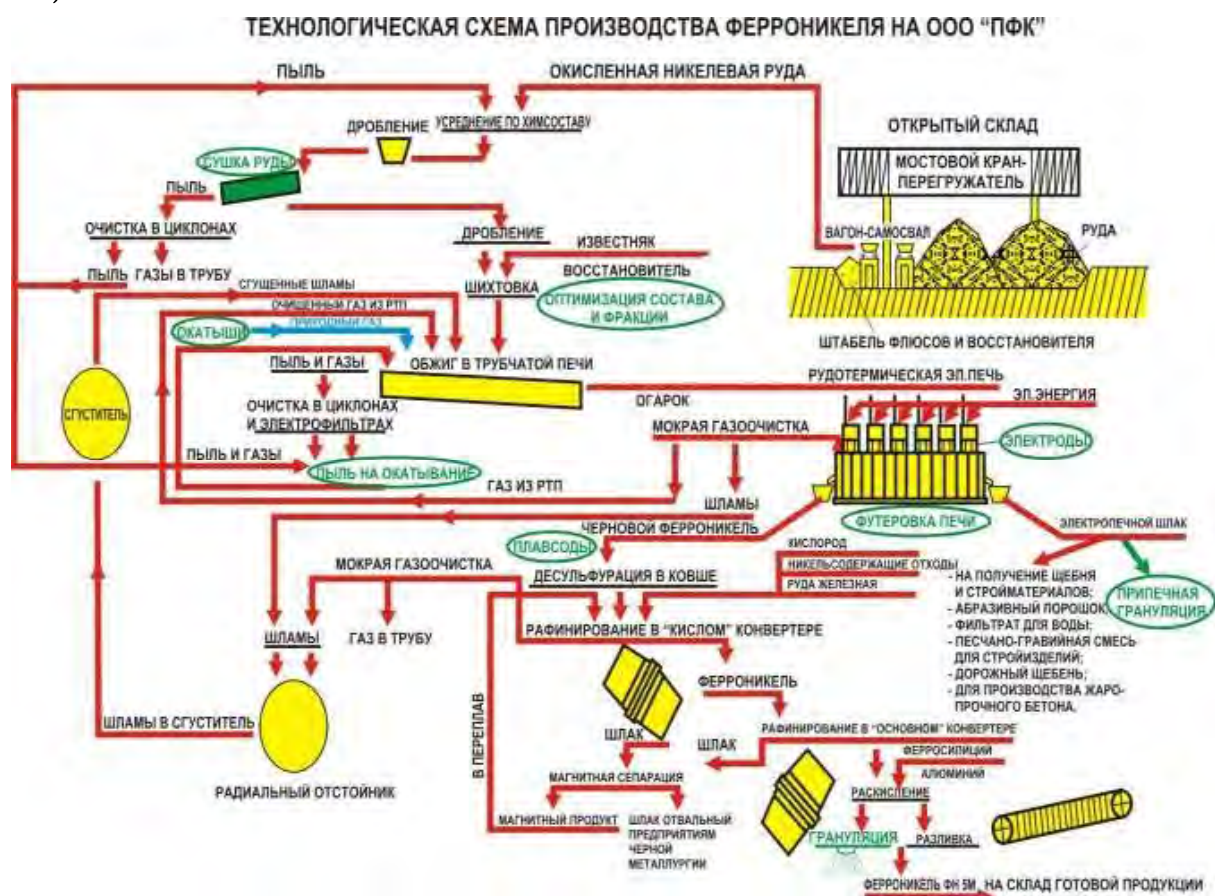 ТЕХНОЛОГИЧЕСКАЯ СХЕМА ПРОИЗВОДСТВА ФЕРРОНИКЕЛЯ НА ООО "ПФК"
ПЫЛЬ
ОКИСЛЕННАЯ НИКЕЛЕВАЯ РУДА
ДРОБЛЕНИЕ
УСРЕДНЕНИЕ ПО ХИМСОСТАВУ
ОТКРЫТЫЙ СКЛАД
СУШКА РУДЫ
МОСТОВОЙ КРАН-
ПЕРЕГРУЖАТЕЛЬ
ПЫЛЬ
ОЧИСТКА В ЦИКЛОНАХ
ДРОБЛЕНИЕ
ИЗВЕСТНЯК
ВАГОН-САМОСВАЛ
РУДА
ПЫЛЬ
ГАЗЫ В ТРУБУ
ВОССТАНОВИТЕЛЬ
СГУЩЕННЫЕ ШЛАМЫ
ШИХТОВКА
ОПТИМИЗАЦИЯ СОСТАВА
И ФРАКЦИИ
ОЧИЩЕННЫЙ ГАЗ ИЗ РТП
ОКАТЫШИ
ПРИРОДНЫЙ ГАЗ
ШТАБЕЛЬ ФЛЮСОВ И ВОССТАНОВИТЕЛЯ
ПЫЛЬ И ГАЗЫ
ОБЖИГ В ТРУБЧАТОЙ ПЕЧИ
РУДОТЕРМИЧЕСКАЯ ЭЛ.ПЕЧЬ
СГУСТИТЕЛЬ
ОЧИСТКА В ЦИКЛОНАХ
И ЭЛЕКТРОФИЛЬТРАХ
ОГАРОК
ЭЛ.ЭНЕРГИЯ
МОКРАЯ ГАЗООЧИСТКА
ЭЛЕКТРОДЫ
ПЫЛЬ И ГАЗЫ
ПЫЛЬ НА ОКАТЫВАНИЕ
ГАЗ ИЗ РТП
ШЛАМЫ
ЧЕРНОВОЙ ФЕРРОНИКЕЛЬ
ФУТЕРОВКА ПЕЧИ
ЭЛЕКТРОПЕЧНОЙ ШЛАК
ПЛАВСОДЫ
КИСЛОРОД
НИКЕЛЬСОДЕРЖАЩИЕ ОТХОДЫ
РУДА ЖЕЛЕЗНАЯ
МОКРАЯ ГАЗООЧИСТКА
ДЕСУЛЬФУРАЦИЯ В КОВШЕ
- НА ПОЛУЧЕНИЕ ЩЕБНЯ
И СТРОЙМАТЕРИАЛОВ;
- АБРАЗИВНЫЙ ПОРОШОК
- ФИЛЬТРАТ ДЛЯ ВОДЫ;
- ПЕСЧАНО-ГРАВИЙНАЯ СМЕСЬ
ДЛЯ СТРОЙИЗДЕЛИЙ;
- ДОРОЖНЫЙ ЩЕБЕНЬ;
- ДЛЯ ПРОИЗВОДСТВА ЖАРО-
ПРОЧНОГО БЕТОНА.
ПРИПЕЧНАЯ
ГРАНУЛЯЦИЯ
ШЛАМЫ
ГАЗ В ТРУБУ
РАФИНИРОВАНИЕ В "КИСЛОМ" КОНВЕРТЕРЕ
ФЕРРОНИКЕЛЬ
ШЛАМЫ В СГУСТИТЕЛЬ
В ПЕРЕПЛАВ
РАФИНИРОВАНИЕ В "ОСНОВНОМ" КОНВЕРТЕРЕ
ШЛАК
ШЛАК
ФЕРРОСИЛИЦИЙ
АЛЮМИНИЙ
МАГНИТНАЯ СЕПАРАЦИЯ
РАДИАЛЬНЫЙ ОТСТОЙНИК
РАСКИСЛЕНИЕ
МАГНИТНЫЙ ПРОДУКТ
ШЛАК ОТВАЛЬНЫЙ
ПРЕДПРИЯТИЯМ
ЧЕРНОЙ
МЕТАЛЛУРГИИ
ГРАНУЛЯЦИЯ
РАЗЛИВКА
ФЕРРОНИКЕЛЬ ФН 5М НА СКЛАД ГОТОВОЙ ПРОДУКЦИИ